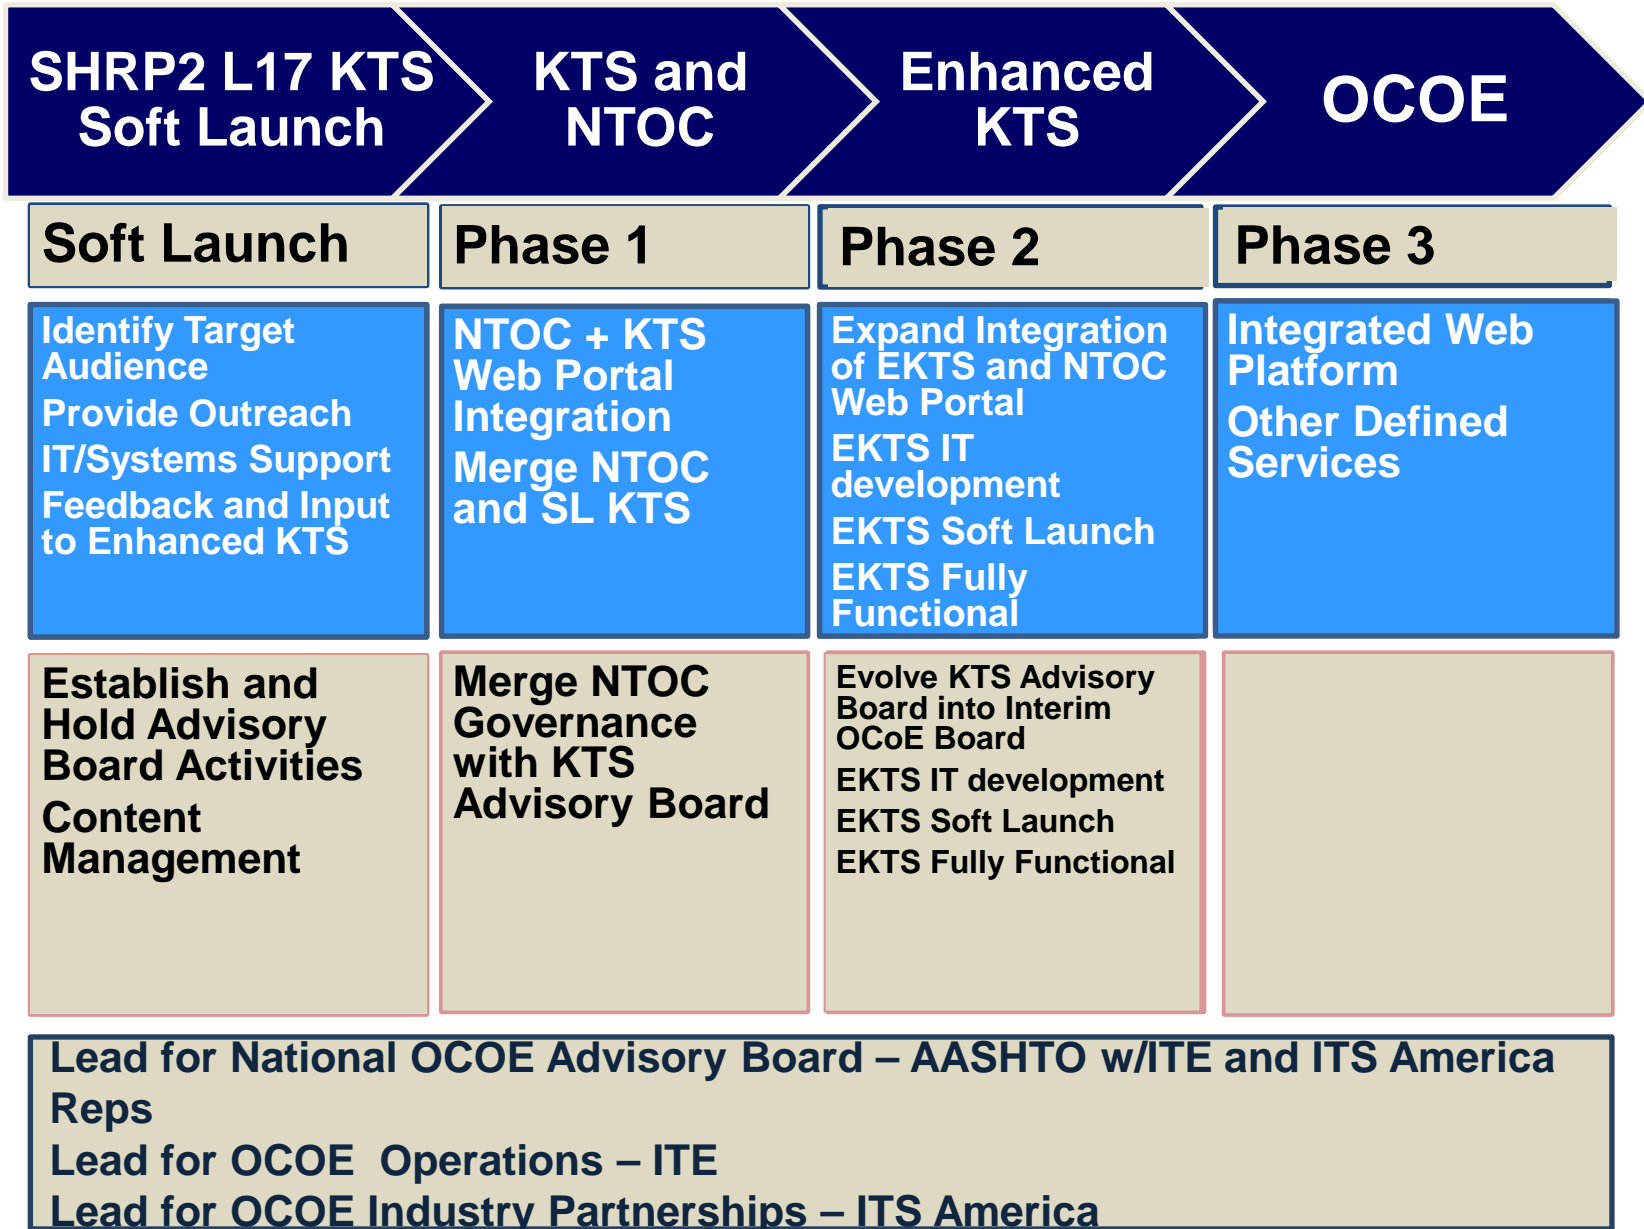 SHRP2 L17 KTS
Soft Launch
KTS and
NTOC
Enhanced
KTS
OCOE
Soft Launch
Phase 1
Phase 2
Phase 3
Identify Target
Audience
Provide Outreach
IT/Systems Support
Feedback and Input
to Enhanced KTS
NTOC + KTS
Web Portal
Integration
Merge NTOC
and SL KTS
Expand Integration
of EKTS and NTOC
Web Portal
EKTS IT
development
EKTS Soft Launch
EKTS Fully
Functional
Integrated Web
Platform
Other Defined
Services
Establish and
Hold Advisory
Board Activities
Content
Management
Merge NTOC
Governance
with KTS
Advisory Board
Evolve KTS Advisory
Board into Interim
OCoE Board
EKTS IT development
EKTS Soft Launch
EKTS Fully Functional
Lead for National OCOE Advisory Board – AASHTO w/ITE and ITS America
Reps
Lead for OCOE  Operations – ITE
Lead for OCOE Industry Partnerships – ITS America